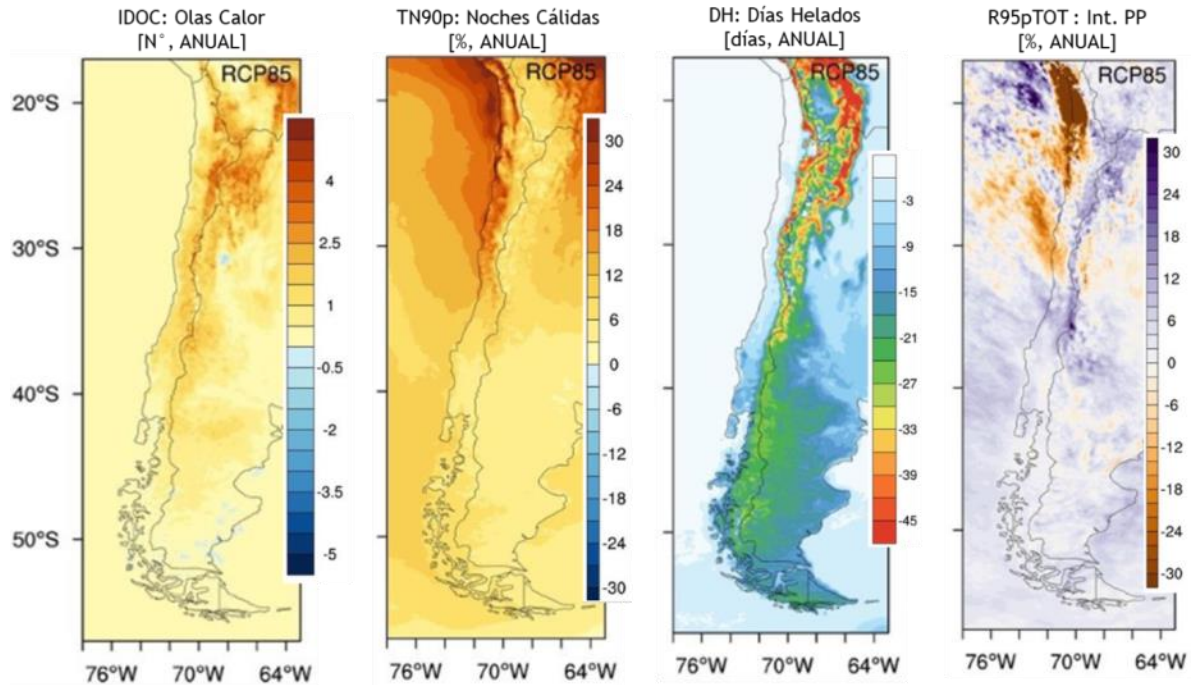 IDOC: Olas Calor
[N°, ANUAL]
TN90p: Noches Cálidas
[%, ANUAL]
DH: Días Helados
[días, ANUAL]
R95pTOT : Int. PP
[%, ANUAL]
RCP85
RCP85
RCP85
RCP85
20°S
30°S
40°S
50°S
4
2.5
1
-0.5
-2
-3.5
-5
30
24
18
12
6
0
-6
-12
-18
-24
-30
-3
-9
-15
-21
-27
-33
-39
-45
30
24
18
12
6
0
-6
-12
-18
-24
-30
76°W 70°W 64°W
76°W 70°W 64°W
76°W 70°W 64°W
76°W 70°W 64°W